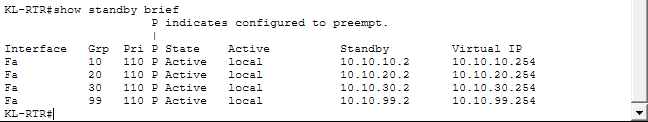 KL-RTR#show standby brief
P indicates configured to preempt.
|
Interface Grp Pri P State Active Standby Virtual IP
Fa 10 110 P Active local 10.10.10.2 10.10.10.254
Fa 20 110 P Active local 10.10.20.2 10.10.20.254
Fa 30 110 P Active local 10.10.30.2 10.10.30.254
Fa 99 110 P Active local 10.10.99.2 10.10.99.254
KL-RTR#